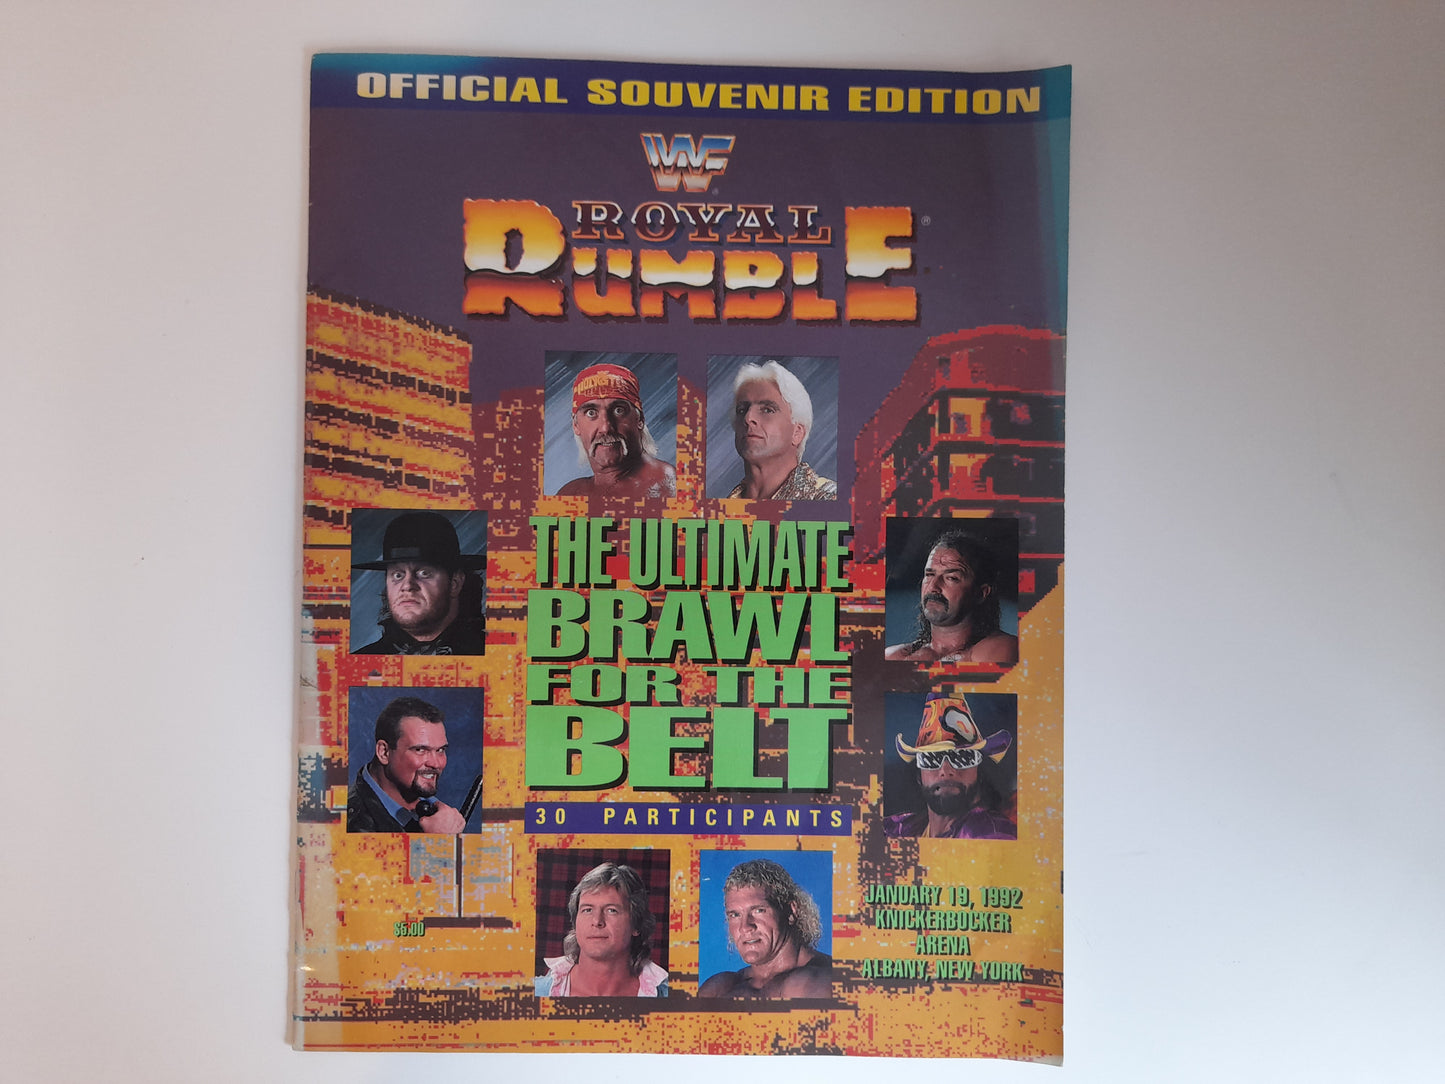 OFFICIAL SOUVENIR EDITION
WF
ROYAL
RUMBLE
THE ULTIMATE
BRAWL
FOR THE
BELT
30 PARTICIPANTS
JANUARY 19, 1992
KNICKERBOCKER
ARENA
ALBANY, NEW YORK
$5.00